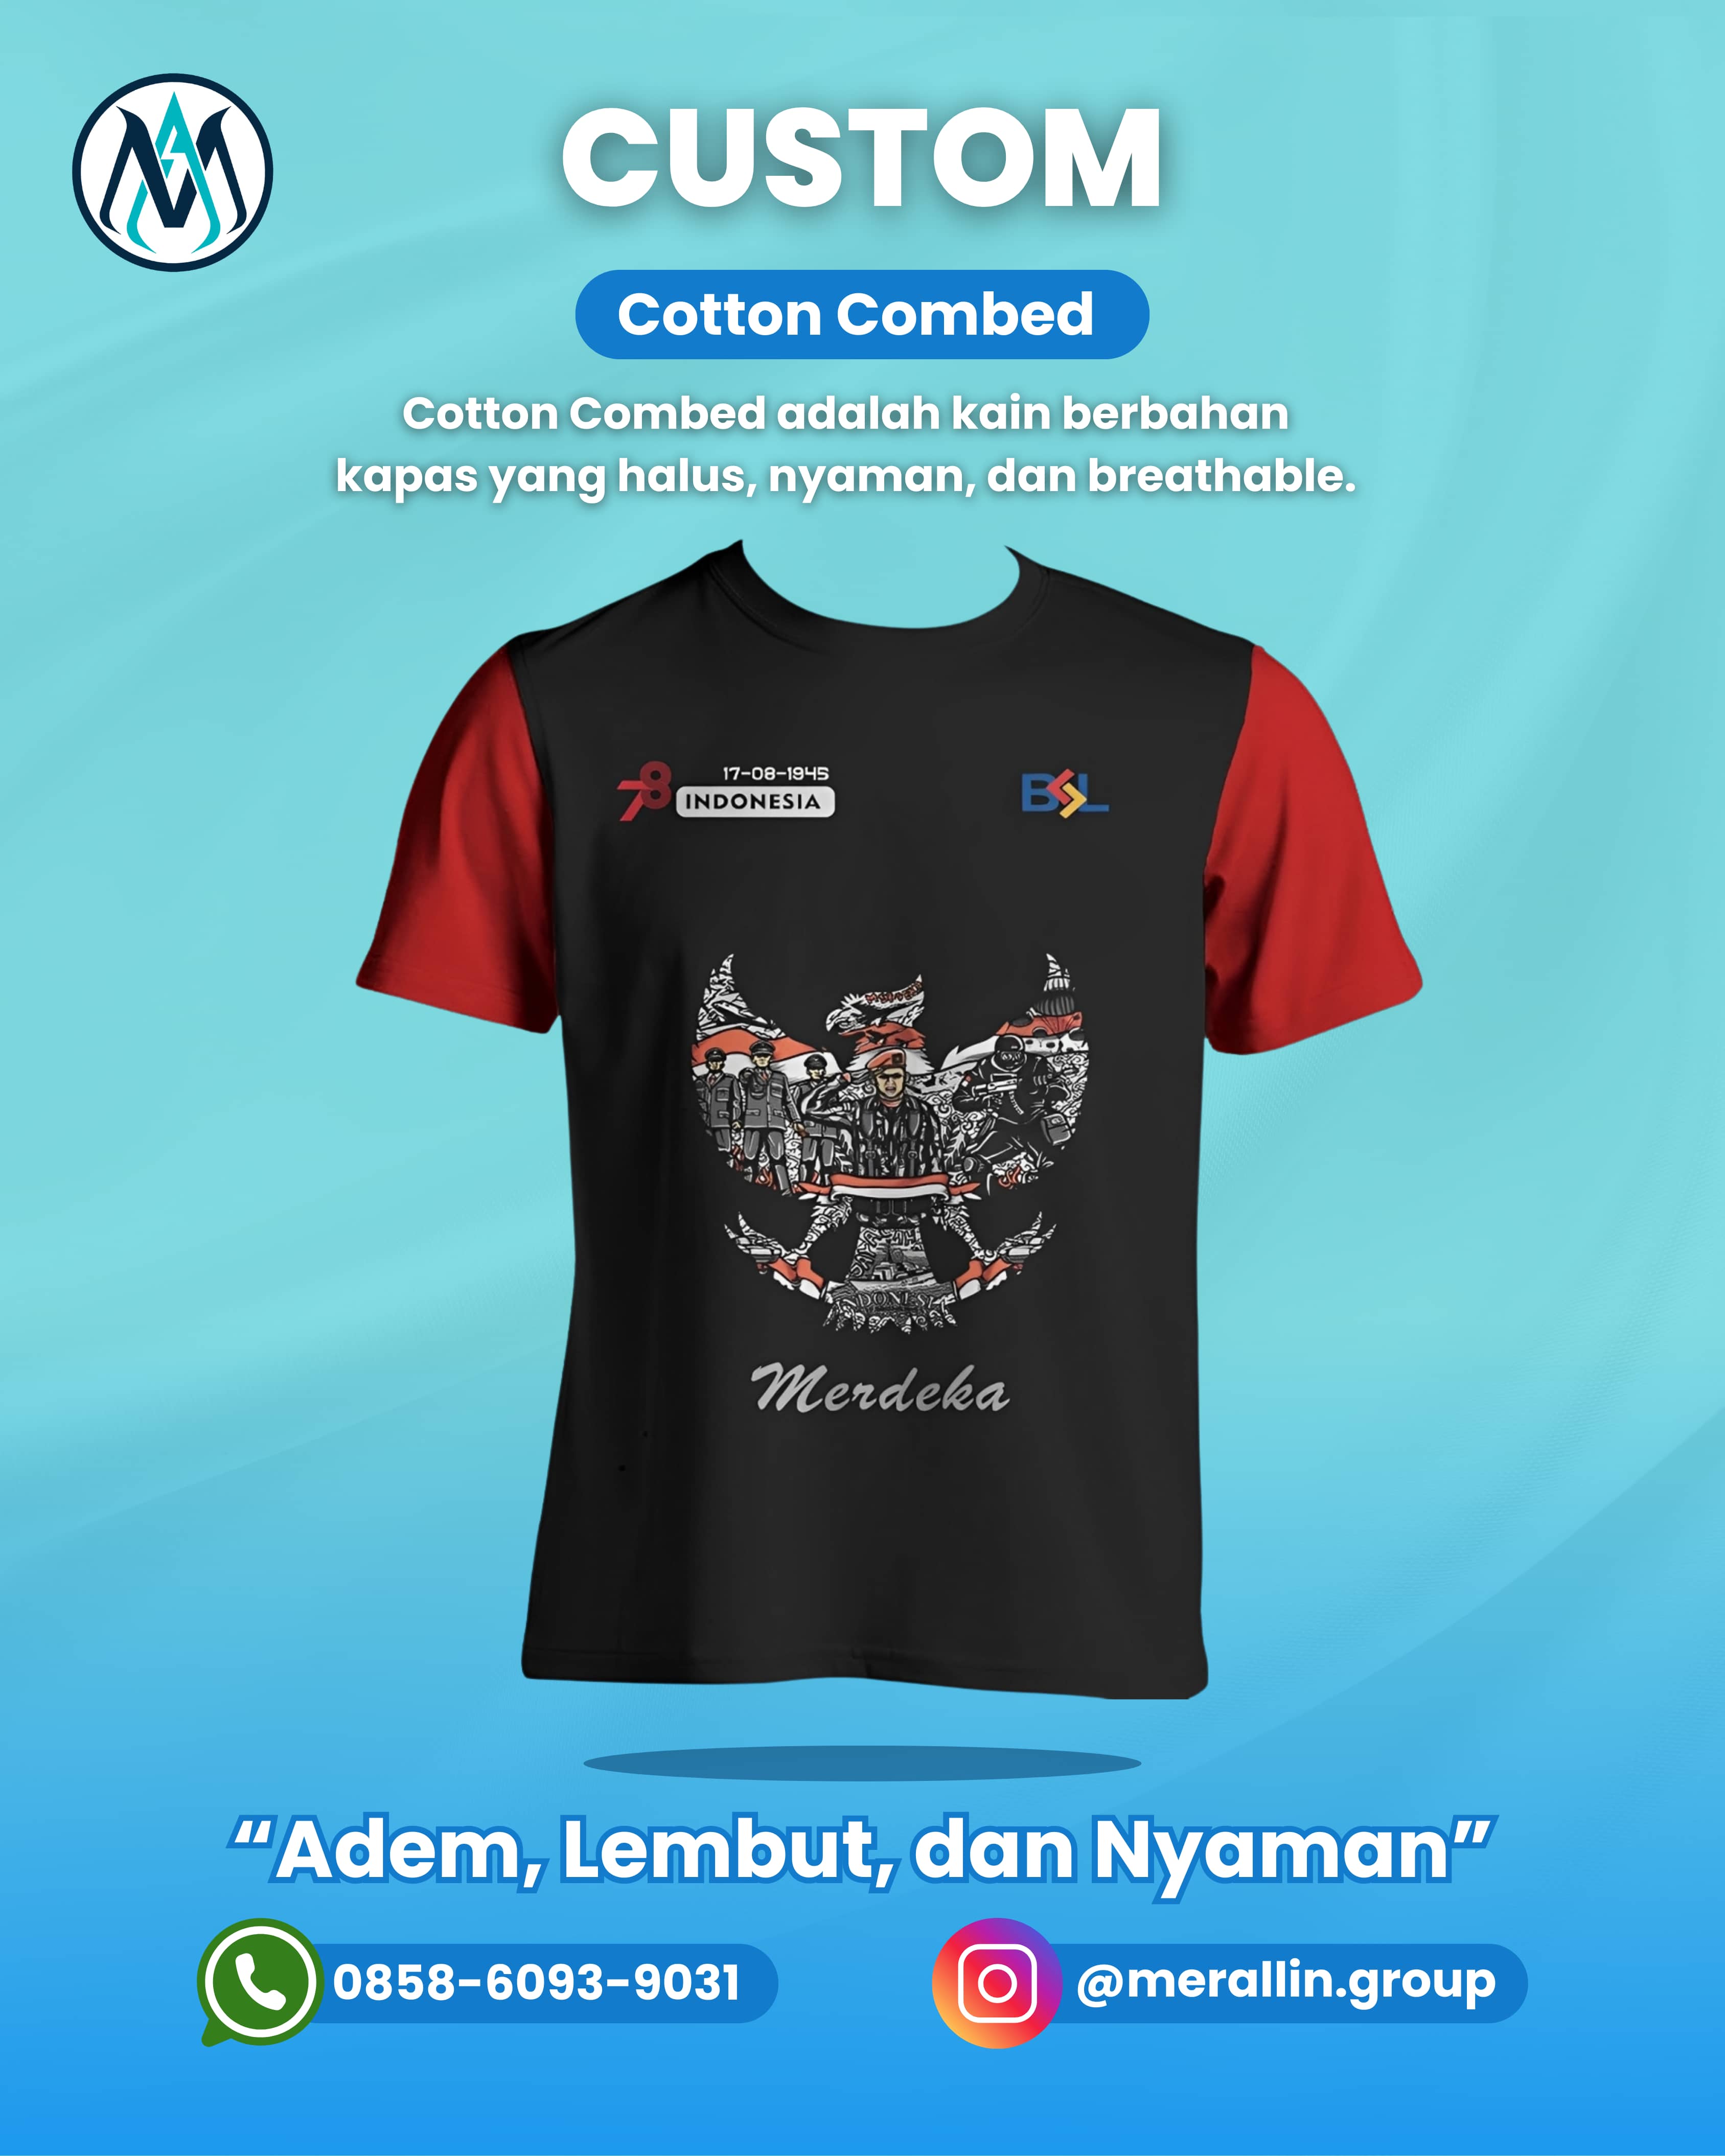 CUSTOM
Cotton Combed
Cotton Combed adalah kain berbahan
kapas yang halus, nyaman, dan breathable.
78
17-08-1945
INDONESIA
BSL
Merdeka
“Adem, Lembut, dan Nyaman”
0858-6093-9031
@merallin.group